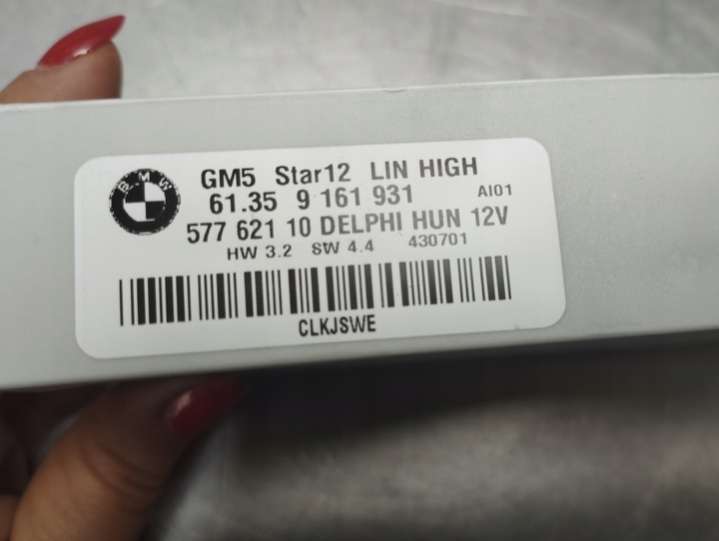 BMW
GM5 Star12 LIN HIGH
61.35 9 161 931 AI01
577 621 10 DELPHI HUN 12V
HW 3.2 SW 4.4 430701
CLKJSWE